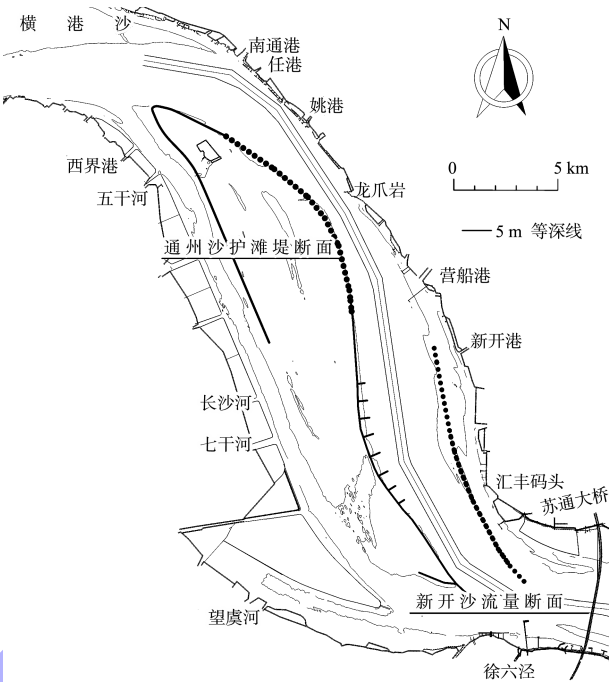 横港沙
N
南通港
任港
姚港
西界港
五干河
龙爪岩
0 5 km
5 m 等深线
通州沙护滩堤断面
营船港
新开港
长沙河
七干河
汇丰码头
苏通大桥
新开沙流量断面
望虞河
徐六泾